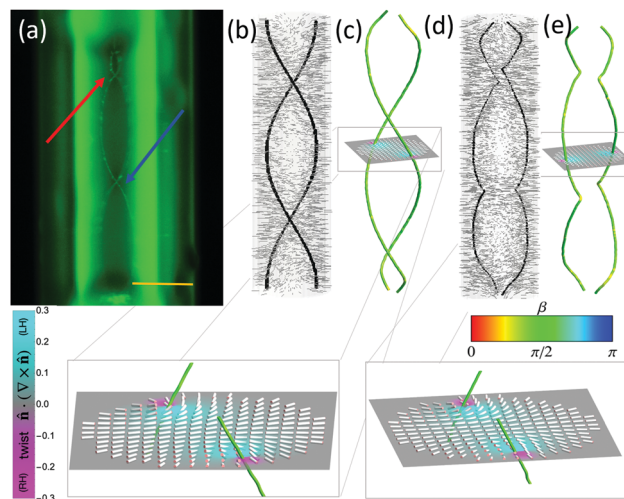 (a)
(b)
(c)
(d)
(e)
β
0
π/2
π
0.3
0.2
0.1
0.0
-0.1
-0.2
-0.3
(LH)
twist n̂ · (∇ × n̂)
(RH)